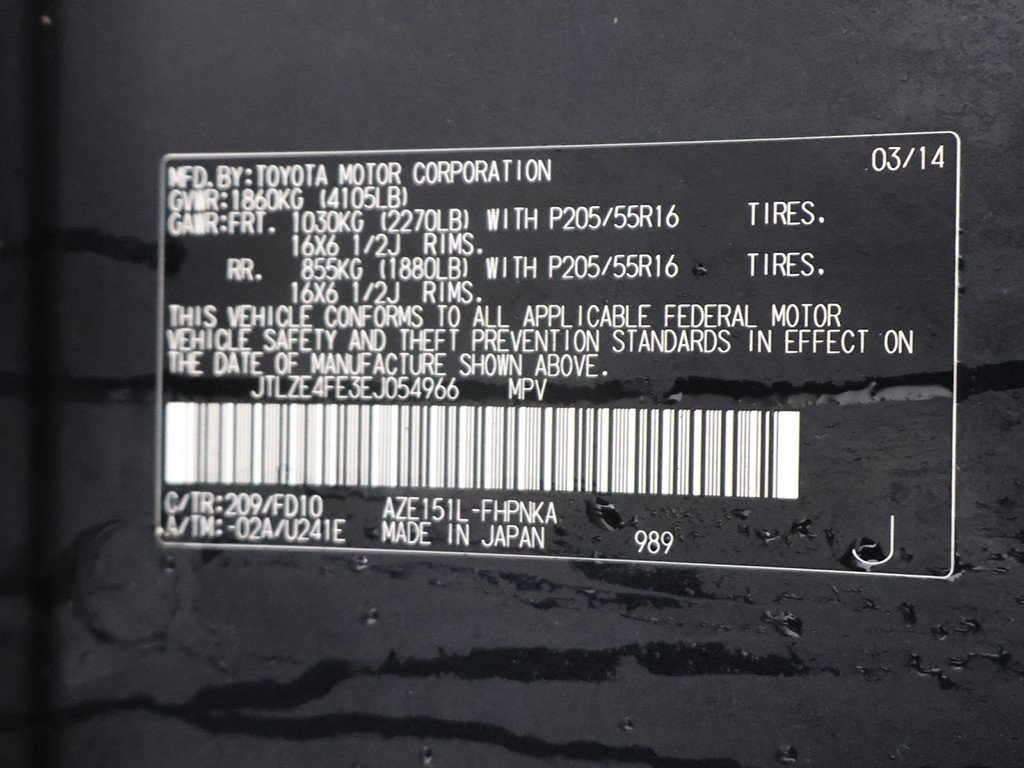 03/14
MFD.BY:TOYOTA MOTOR CORPORATION
GVWR:1860KG (4105LB)
GAWR:FRT. 1030KG (2270LB) WITH P205/55R16 TIRES.
16X6 1/2J RIMS.
RR. 855KG (1880LB) WITH P205/55R16 TIRES.
16X6 1/2J RIMS.
THIS VEHICLE CONFORMS TO ALL APPLICABLE FEDERAL MOTOR
VEHICLE SAFETY AND THEFT PREVENTION STANDARDS IN EFFECT ON
THE DATE OF MANUFACTURE SHOWN ABOVE.
JTLZE4FE3EJ054966 MPV
C/TR:209/FD10 AZE151L-FHPNKA
A/TM:-02A/U241E MADE IN JAPAN 989 J